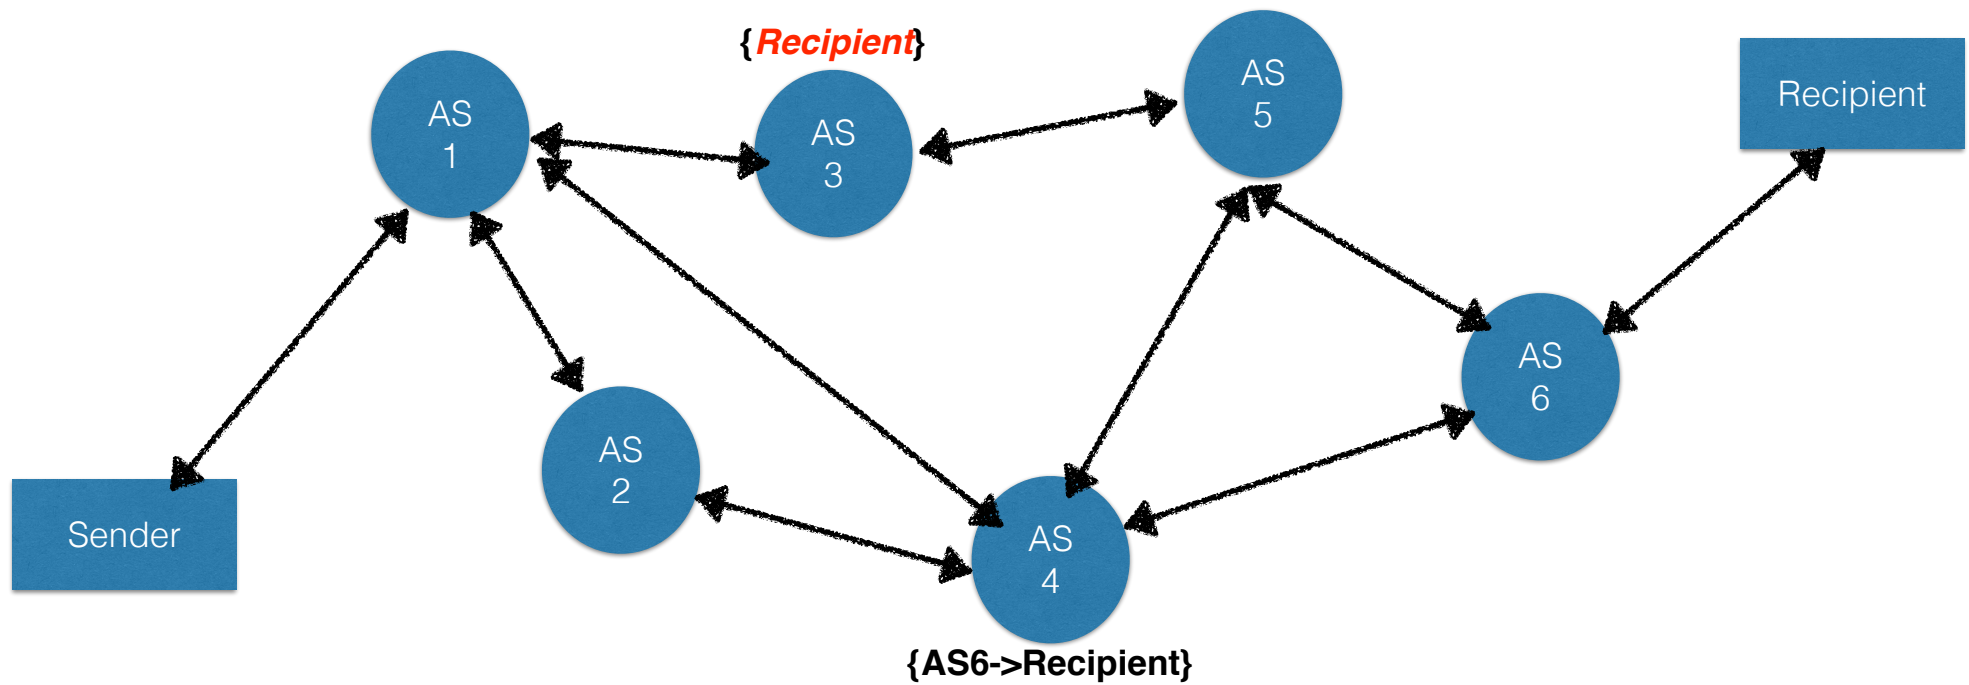 {Recipient}
AS
1
AS
3
AS
5
Recipient
AS
6
AS
2
Sender
AS
4
{AS6->Recipient}